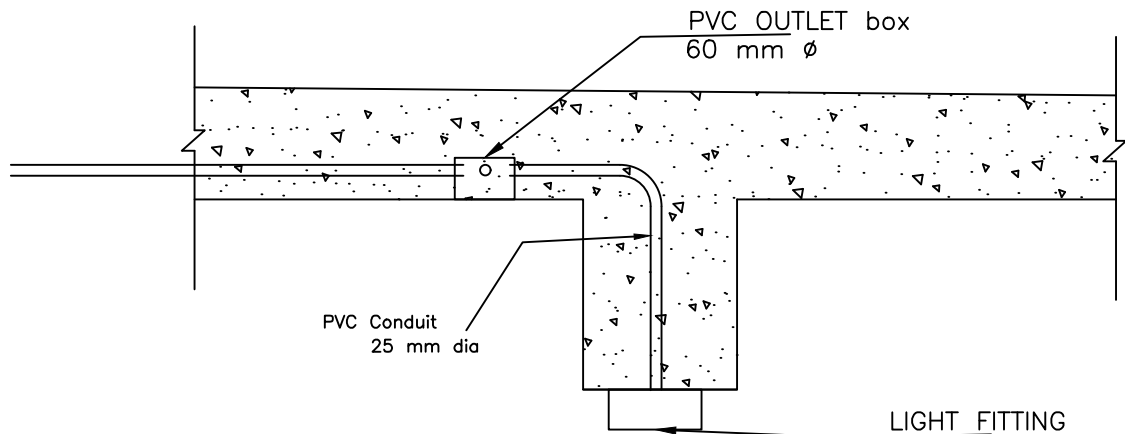 PVC OUTLET box
60 mm ϕ
PVC Conduit
25 mm dia
LIGHT FITTING